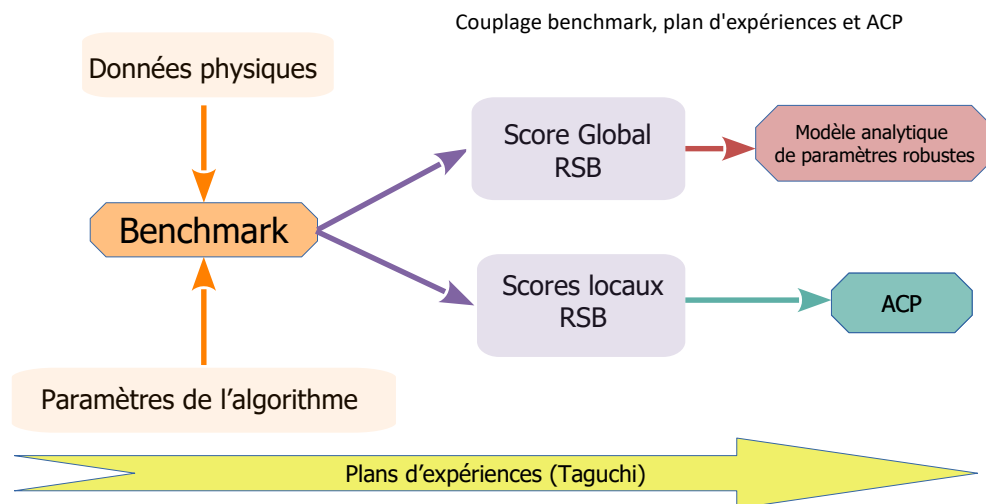 Couplage benchmark, plan d'expériences et ACP
Données physiques
Score Global
RSB
Modèle analytique
de paramètres robustes
Benchmark
Scores locaux
RSB
ACP
Paramètres de l’algorithme
Plans d’expériences (Taguchi)